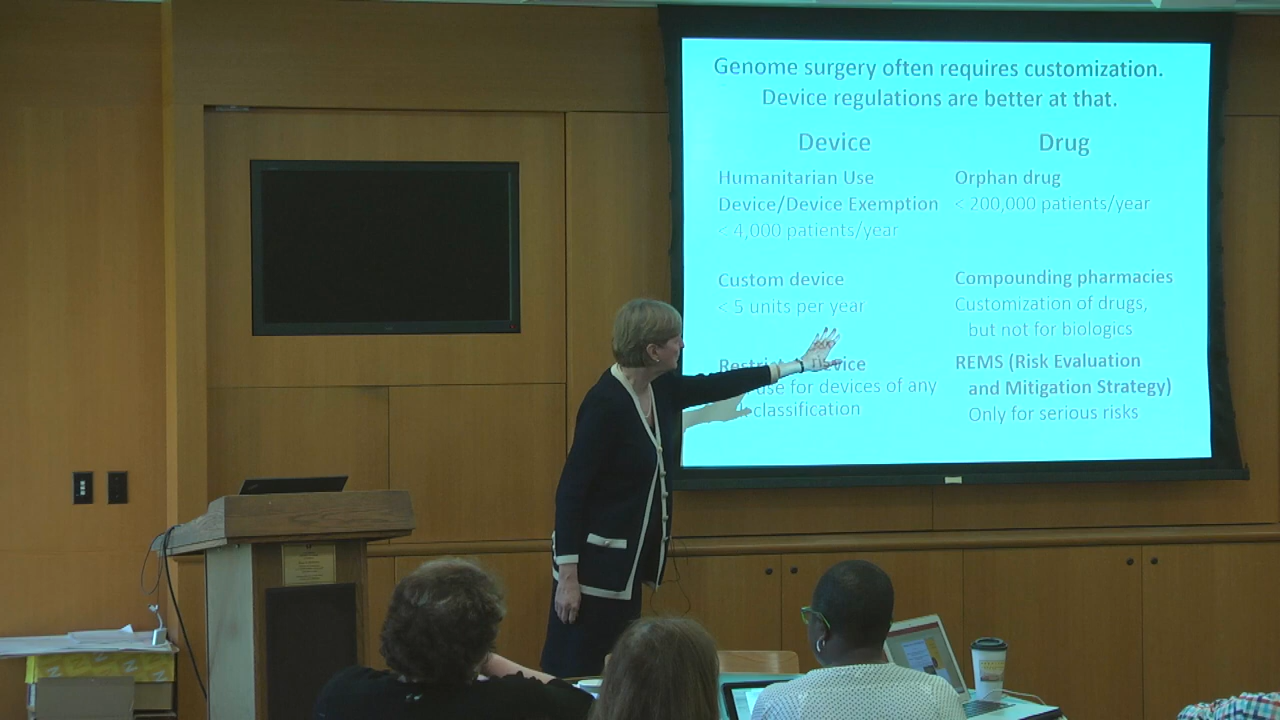 Genome surgery often requires customization.
Device regulations are better at that.
Device
Humanitarian Use
Device/Device Exemption
< 4,000 patients/year
Custom device
< 5 units per year
Device
use for devices of any
classification
Drug
Orphan drug
< 200,000 patients/year
Compounding pharmacies
Customization of drugs,
but not for biologics
REMS (Risk Evaluation
and Mitigation Strategy)
Only for serious risks